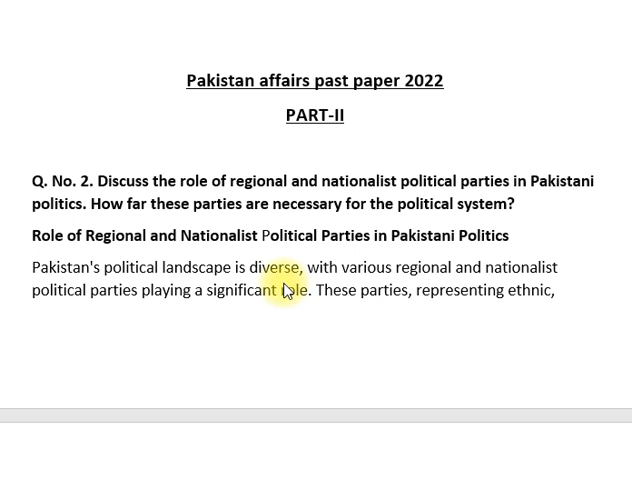 Pakistan affairs past paper 2022
PART-II
Q. No. 2. Discuss the role of regional and nationalist political parties in Pakistani
politics. How far these parties are necessary for the political system?
Role of Regional and Nationalist Political Parties in Pakistani Politics
Pakistan's political landscape is diverse, with various regional and nationalist
political parties playing a significant role. These parties, representing ethnic,